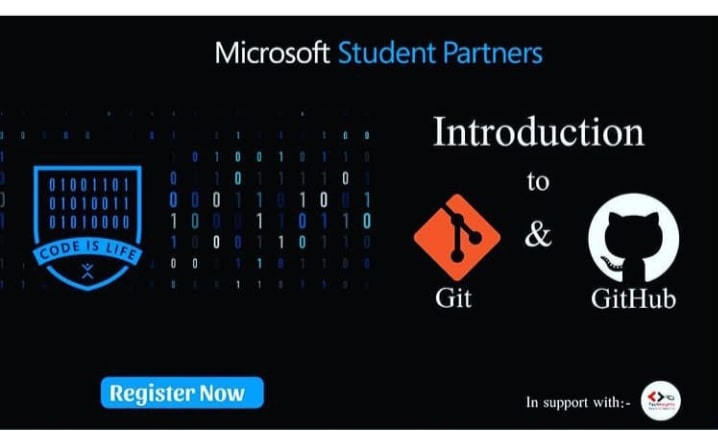 Microsoft Student Partners
Introduction
to
&
Git
GitHub
01001101
01010011
01010000
CODE IS LIFE
Register Now
In support with:-